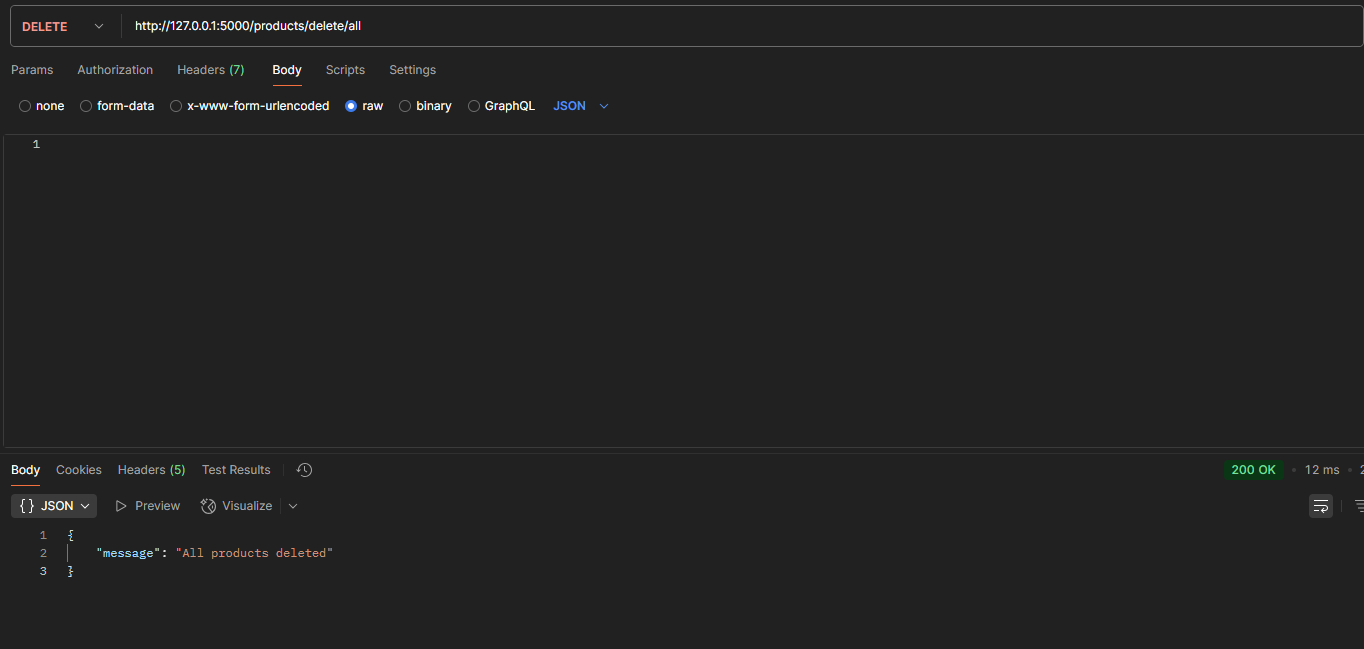 DELETE http://127.0.0.1:5000/products/delete/all
Params Authorization Headers (7) Body Scripts Settings
none form-data x-www-form-urlencoded raw binary GraphQL JSON
1
Body Cookies Headers (5) Test Results 200 OK • 12 ms • 2
{} JSON Preview Visualize
1 {
2 "message": "All products deleted"
3 }